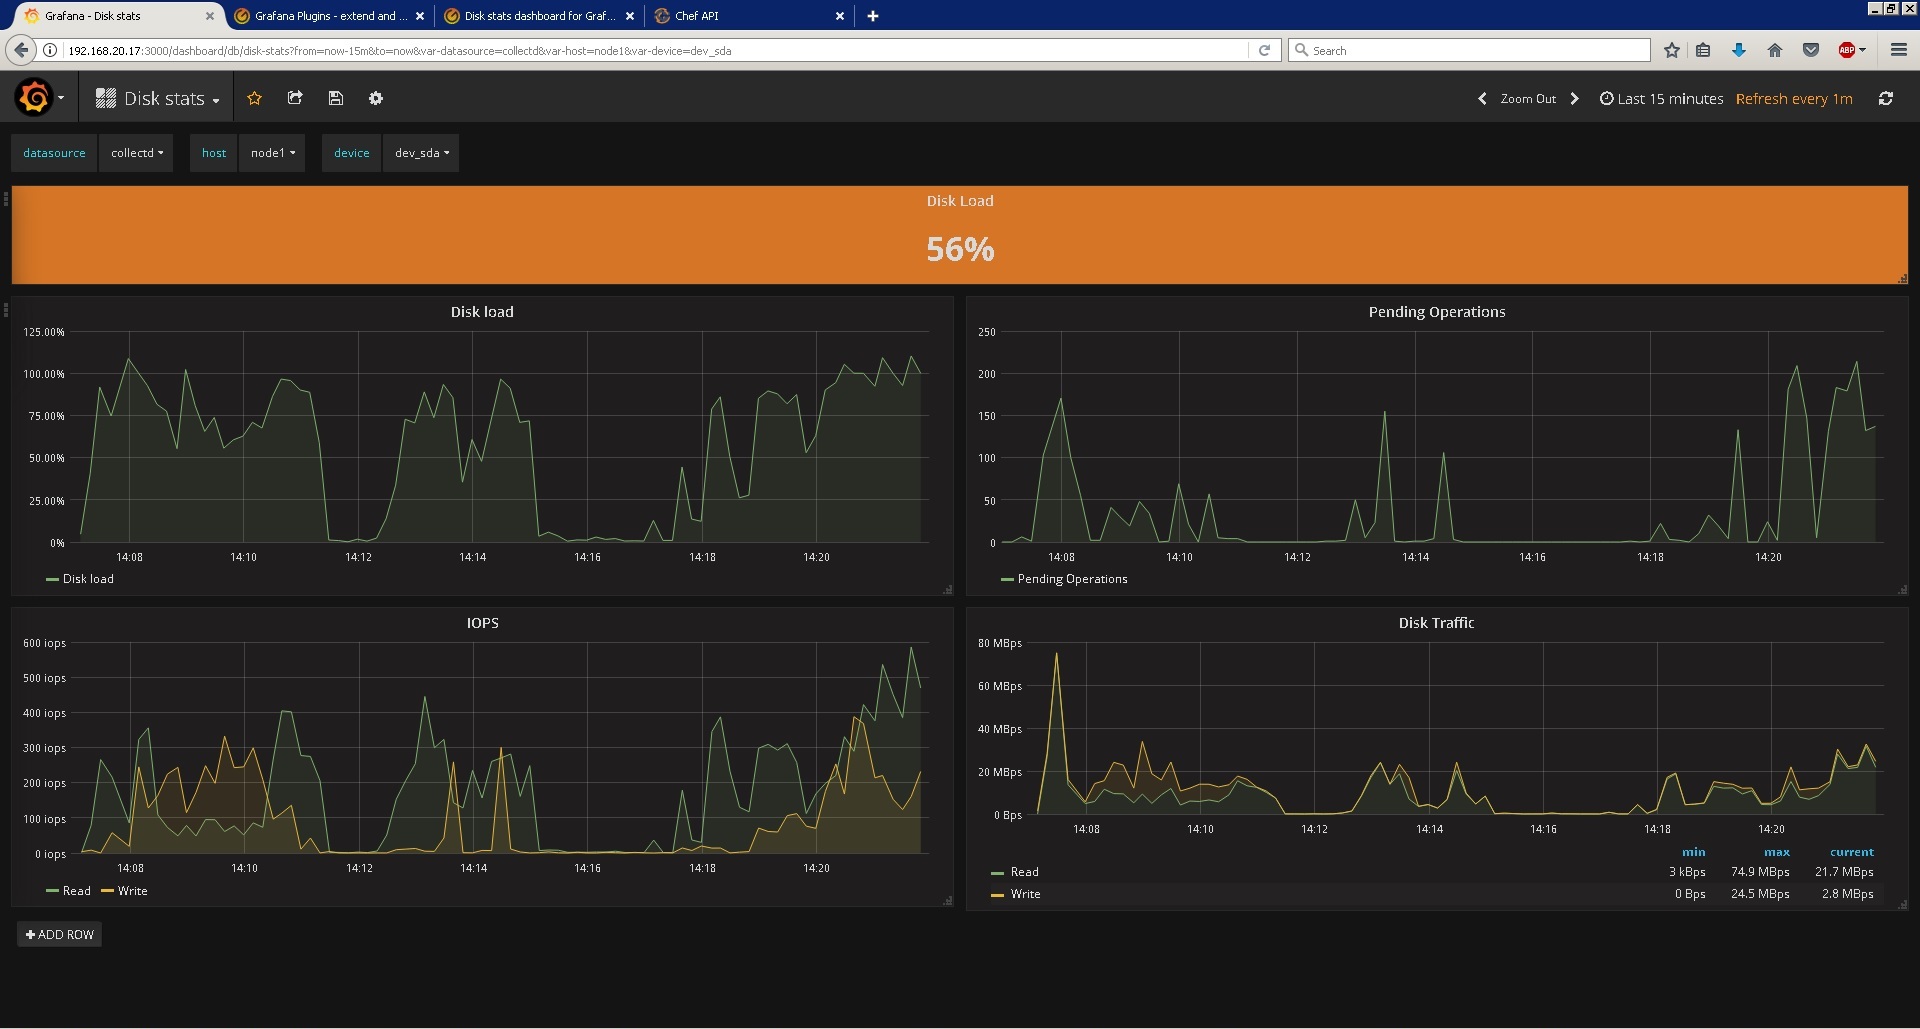 Grafana - Disk stats
Grafana Plugins - extend and ...
Disk stats dashboard for Graf...
Chef API
192.168.20.17:3000/dashboard/db/disk-stats?from=now-15m&to=now&var-datasource=collectd&var-host=node1&var-device=dev_sda
Search
ABP
Disk stats
Zoom Out
Last 15 minutes
Refresh every 1m
datasource collectd host node1 device dev_sda
Disk Load
56%
Disk load
125.00%
100.00%
75.00%
50.00%
25.00%
0%
14:08 14:10 14:12 14:14 14:16 14:18 14:20
Disk load
Pending Operations
250
200
150
100
50
0
14:08 14:10 14:12 14:14 14:16 14:18 14:20
Pending Operations
IOPS
600 iops
500 iops
400 iops
300 iops
200 iops
100 iops
0 iops
14:08 14:10 14:12 14:14 14:16 14:18 14:20
Read Write
Disk Traffic
80 MBps
60 MBps
40 MBps
20 MBps
0 Bps
14:08 14:10 14:12 14:14 14:16 14:18 14:20
min max current
Read 3 kBps 74.9 MBps 21.7 MBps
Write 0 Bps 24.5 MBps 2.8 MBps
+ ADD ROW